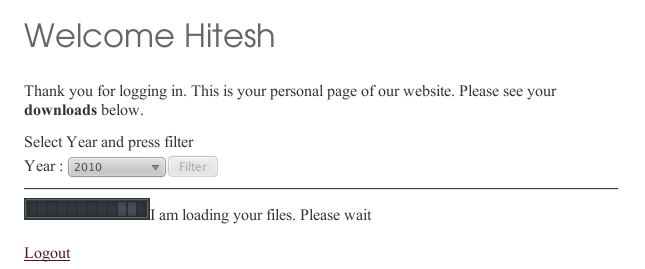 Welcome Hitesh
Thank you for logging in. This is your personal page of our website. Please see your
downloads below.
Select Year and press filter
Year : 2010 Filter
I am loading your files. Please wait
Logout